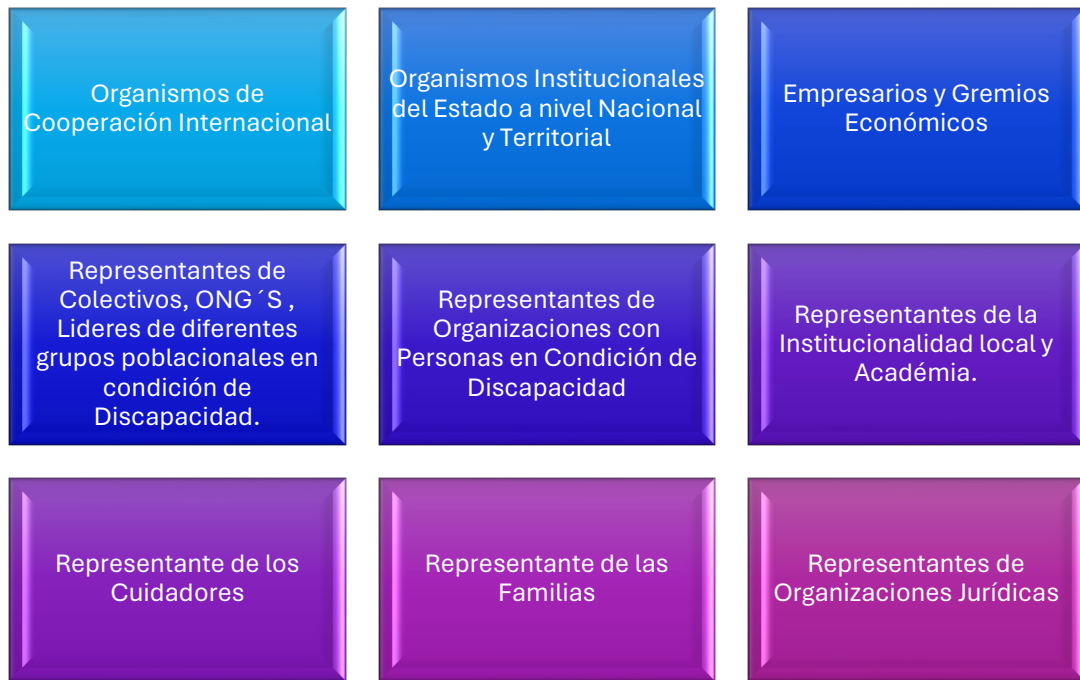 Organismos de
Cooperación Internacional
Organismos Institucionales
del Estado a nivel Nacional
y Territorial
Empresarios y Gremios
Económicos
Representantes de
Colectivos, ONG ´S ,
Lideres de diferentes
grupos poblacionales en
condición de
Discapacidad.
Representantes de
Organizaciones con
Personas en Condición de
Discapacidad
Representantes de la
Institucionalidad local y
Académia.
Representante de los
Cuidadores
Representante de las
Familias
Representantes de
Organizaciones Jurídicas